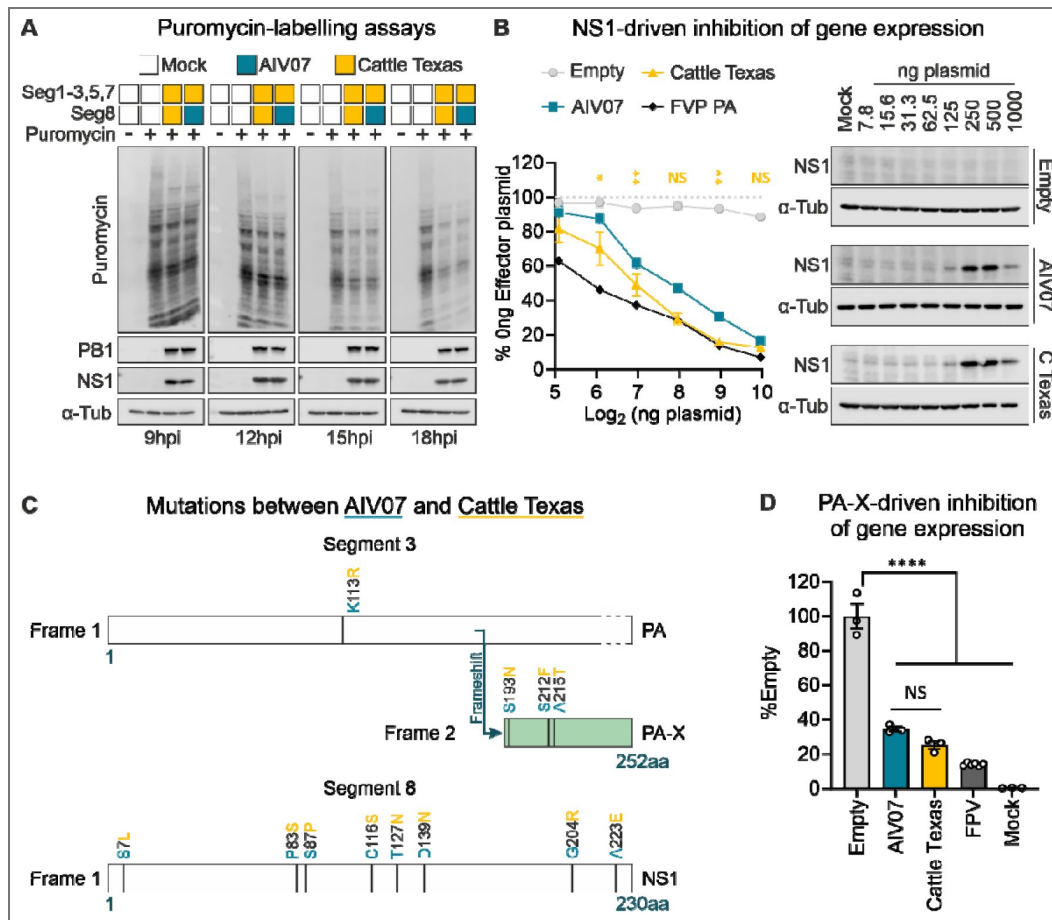 A Puromycin-labelling assays
Mock AIV07 Cattle Texas
Seg1-3,5,7
Seg8
Puromycin - + + + - + + + - + + + - + + +
Puromycin
PB1
NS1
α-Tub
9hpi 12hpi 15hpi 18hpi
B NS1-driven inhibition of gene expression
Empty Cattle Texas
AIV07 FVP PA
120
100
80
60
40
20
0
% 0ng Effector plasmid
* ** NS ** NS
5 6 7 8 9 10
Log2 (ng plasmid)
ng plasmid
Mock 7.8 15.6 31.3 62.5 125 250 500 1000
NS1
α-Tub
Empty
NS1
α-Tub
AIV07
NS1
α-Tub
C Texas
C Mutations between AIV07 and Cattle Texas
Segment 3
K113R
Frame 1 PA
1
Frameshift
S193N S212F A215T
Frame 2 PA-X
252aa
Segment 8
S7L P83S S87P C116S T127N D139N G204R A223E
Frame 1 NS1
1 230aa
D PA-X-driven inhibition
of gene expression
****
NS
120
100
80
60
40
20
0
%Empty
Empty AIV07 Cattle Texas FPV Mock